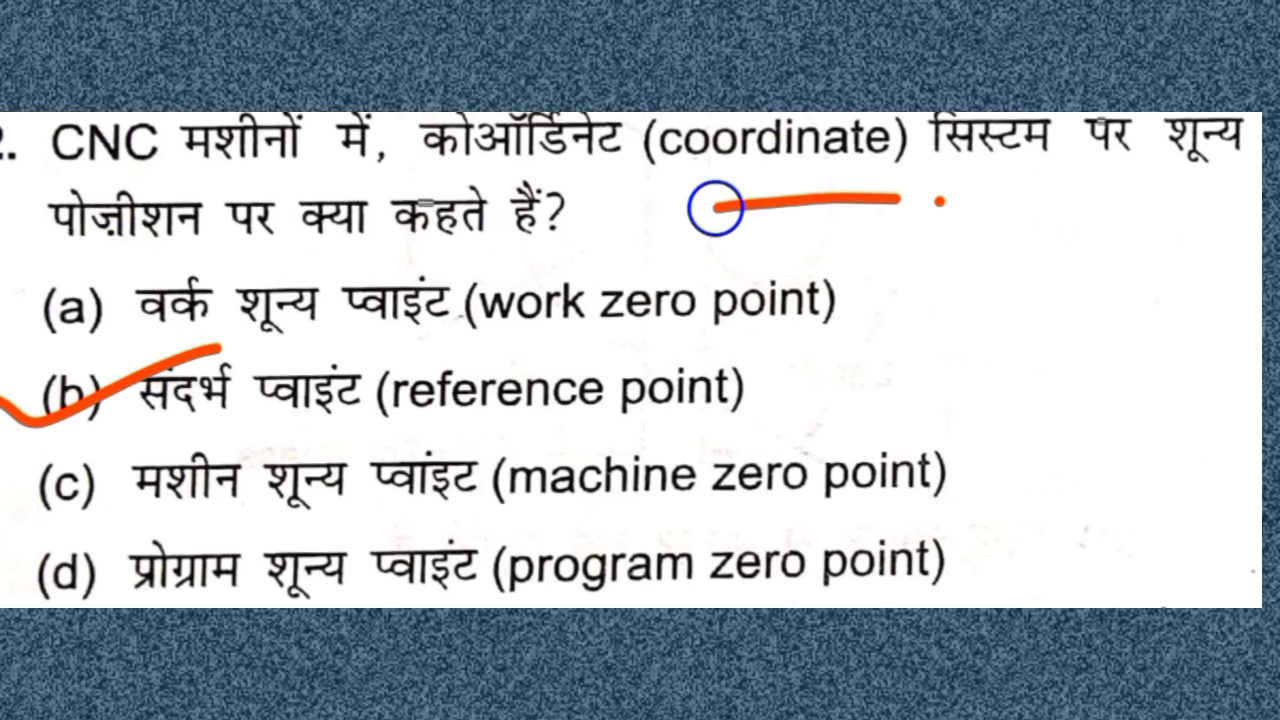 2. CNC मशीनों में, कोऑर्डिनेट (coordinate) सिस्टम पर शून्य
पोज़ीशन पर क्या कहते हैं?
(a) वर्क शून्य प्वाइंट (work zero point)
(b) संदर्भ प्वाइंट (reference point)
(c) मशीन शून्य प्वांइट (machine zero point)
(d) प्रोग्राम शून्य प्वाइंट (program zero point)